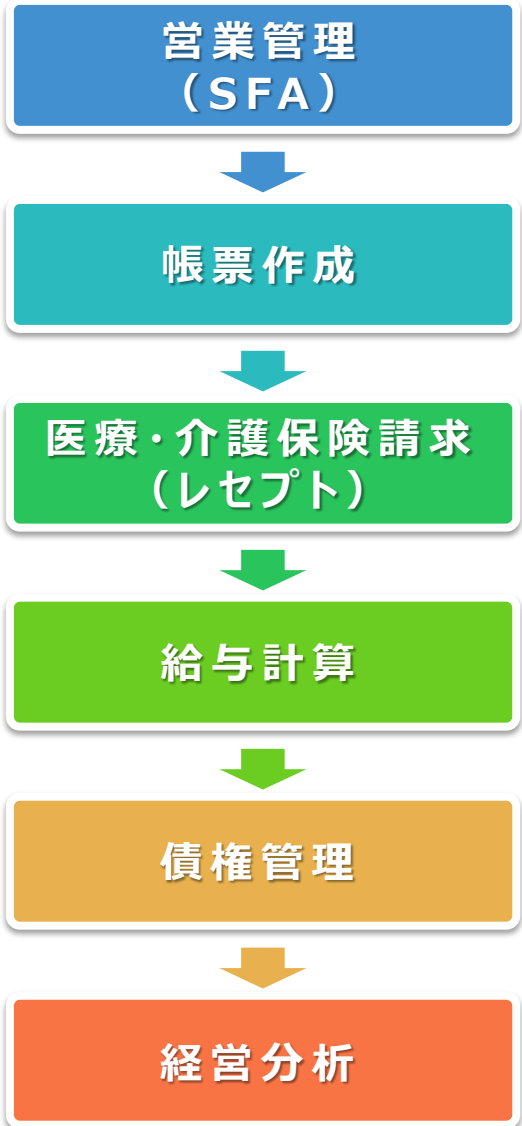 営業管理
（SFA）
帳票作成
医療・介護保険請求
（レセプト）
給与計算
債権管理
経営分析